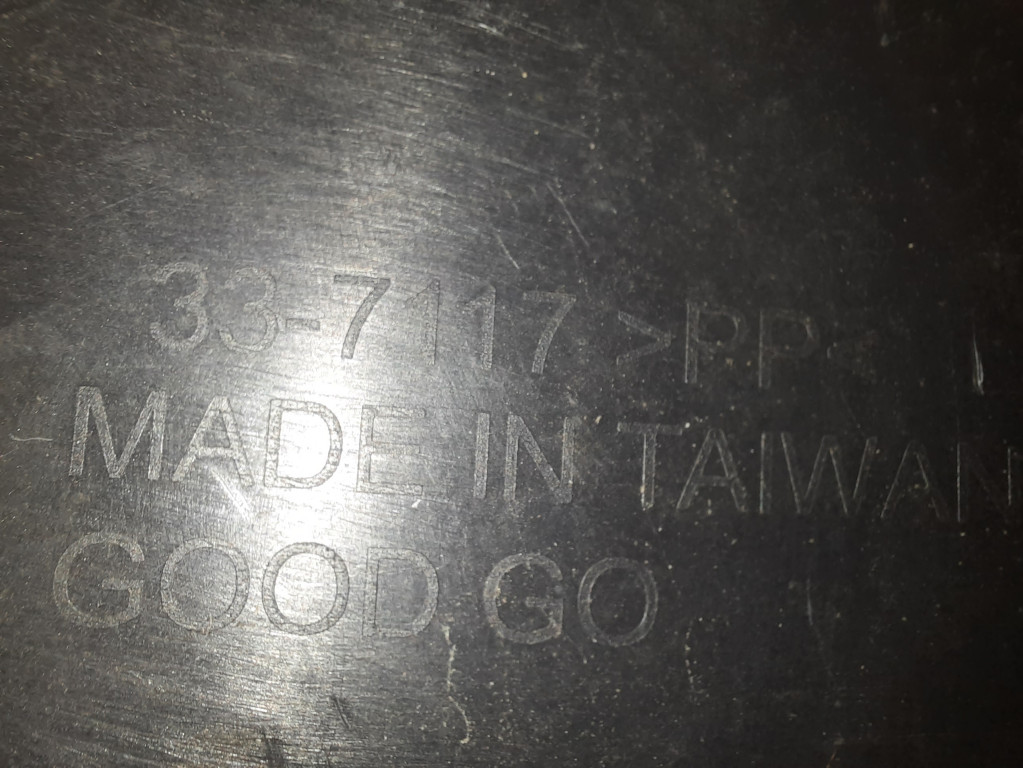 33-7117 >PP<
MADE IN TAIWAN
GOOD GO